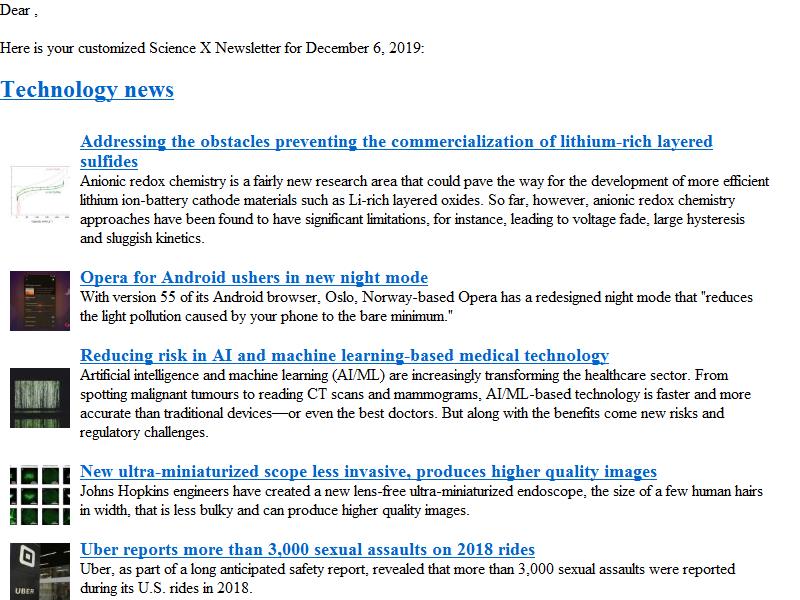 Dear ,
Here is your customized Science X Newsletter for December 6, 2019:
Technology news
Addressing the obstacles preventing the commercialization of lithium-rich layered
sulfides
Anionic redox chemistry is a fairly new research area that could pave the way for the development of more efficient
lithium ion-battery cathode materials such as Li-rich layered oxides. So far, however, anionic redox chemistry
approaches have been found to have significant limitations, for instance, leading to voltage fade, large hysteresis
and sluggish kinetics.
Opera for Android ushers in new night mode
With version 55 of its Android browser, Oslo, Norway-based Opera has a redesigned night mode that "reduces
the light pollution caused by your phone to the bare minimum."
Reducing risk in AI and machine learning-based medical technology
Artificial intelligence and machine learning (AI/ML) are increasingly transforming the healthcare sector. From
spotting malignant tumours to reading CT scans and mammograms, AI/ML-based technology is faster and more
accurate than traditional devices—or even the best doctors. But along with the benefits come new risks and
regulatory challenges.
New ultra-miniaturized scope less invasive, produces higher quality images
Johns Hopkins engineers have created a new lens-free ultra-miniaturized endoscope, the size of a few human hairs
in width, that is less bulky and can produce higher quality images.
Uber reports more than 3,000 sexual assaults on 2018 rides
Uber, as part of a long anticipated safety report, revealed that more than 3,000 sexual assaults were reported
during its U.S. rides in 2018.
UBER